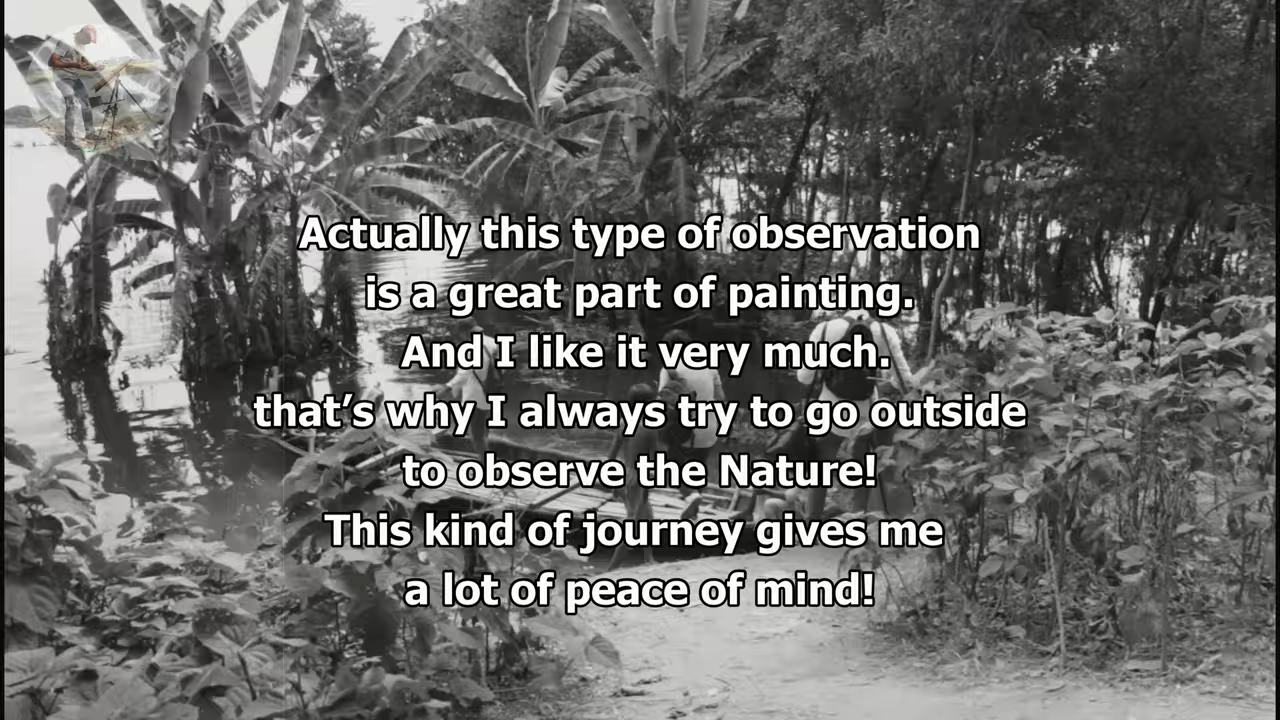 Actually this type of observation
is a great part of painting.
And I like it very much.
that’s why I always try to go outside
to observe the Nature!
This kind of journey gives me
a lot of peace of mind!